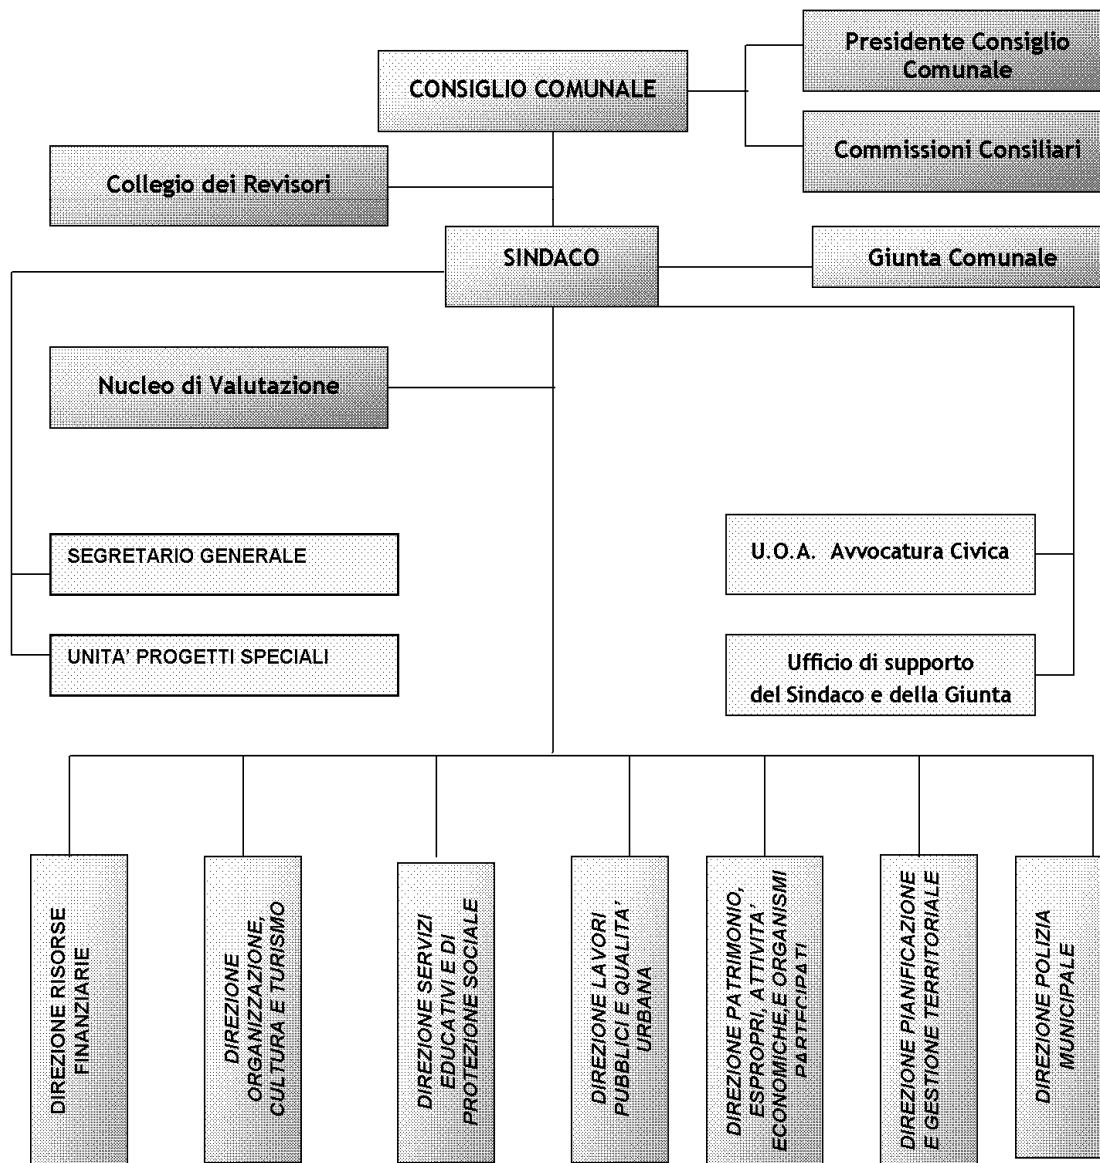 Presidente Consiglio
Comunale
CONSIGLIO COMUNALE
Commissioni Consiliari
Collegio dei Revisori
SINDACO
Giunta Comunale
Nucleo di Valutazione
SEGRETARIO GENERALE
U.O.A. Avvocatura Civica
UNITA' PROGETTI SPECIALI
Ufficio di supporto
del Sindaco e della Giunta
DIREZIONE RISORSE
FINANZIARIE
DIREZIONE
ORGANIZZAZIONE,
CULTURA E TURISMO
DIREZIONE SERVIZI
EDUCATIVI E DI
PROTEZIONE SOCIALE
DIREZIONE LAVORI
PUBBLICI E QUALITA'
URBANA
DIREZIONE PATRIMONIO,
ESPROPRI, ATTIVITA'
ECONOMICHE,E ORGANISMI
PARTECIPATI
DIREZIONE PIANIFICAZIONE
E GESTIONE TERRITORIALE
DIREZIONE POLIZIA
MUNICIPALE